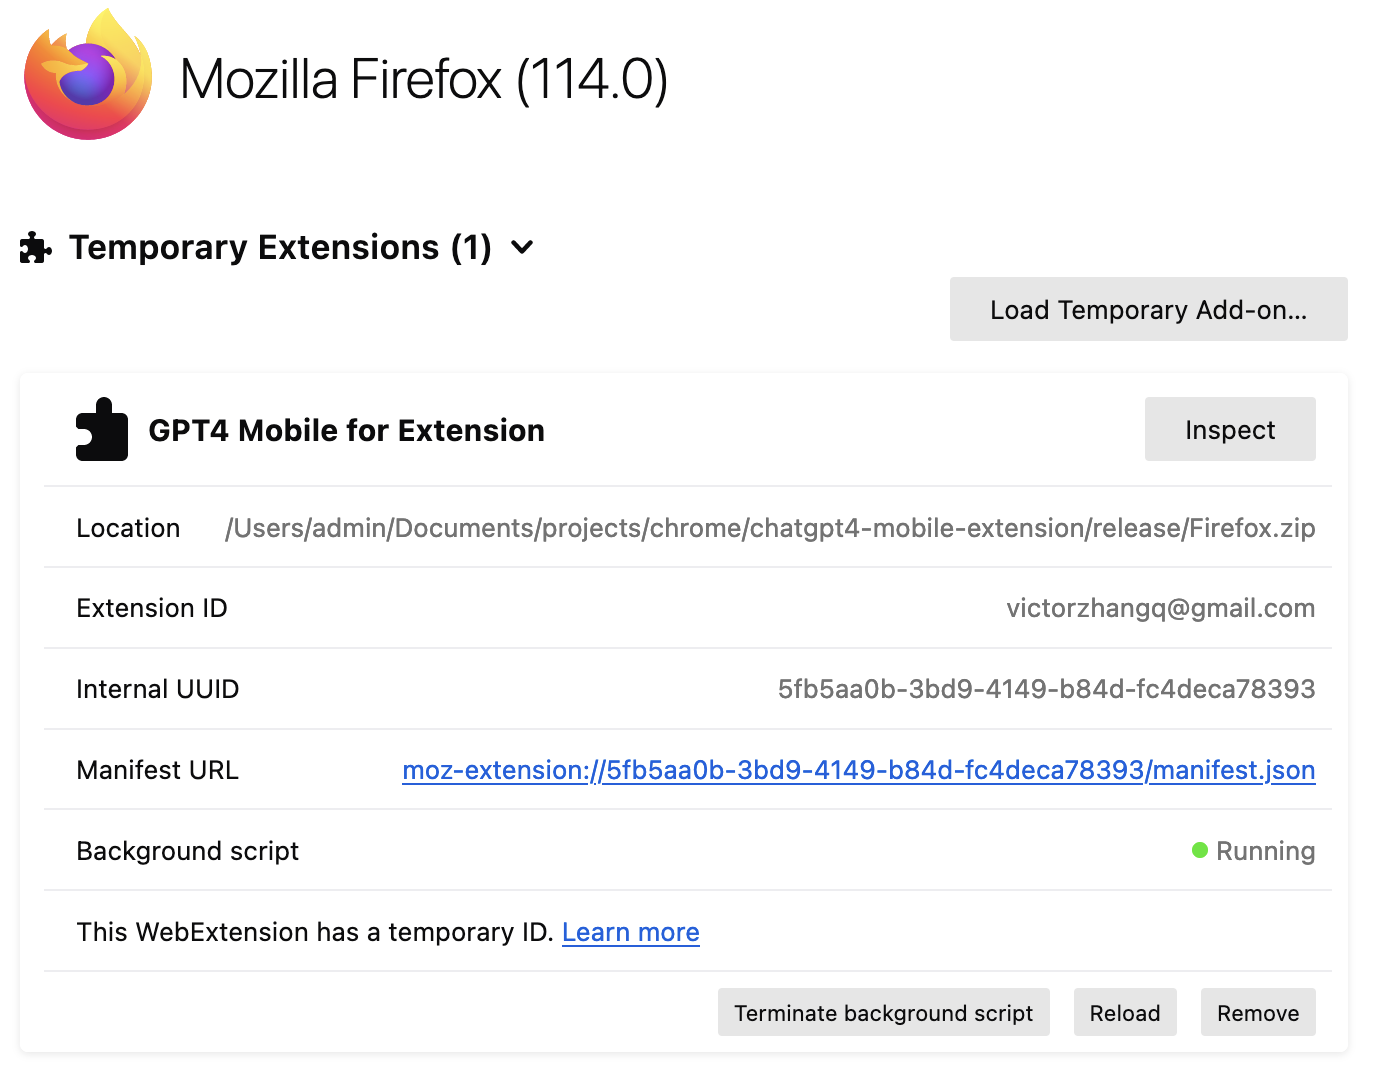 Mozilla Firefox (114.0)
Temporary Extensions (1)
Load Temporary Add-on...
GPT4 Mobile for Extension
Inspect
Location /Users/admin/Documents/projects/chrome/chatgpt4-mobile-extension/release/Firefox.zip
Extension ID victorzhangq@gmail.com
Internal UUID 5fb5aa0b-3bd9-4149-b84d-fc4deca78393
Manifest URL moz-extension://5fb5aa0b-3bd9-4149-b84d-fc4deca78393/manifest.json
Background script Running
This WebExtension has a temporary ID. Learn more
Terminate background script Reload Remove